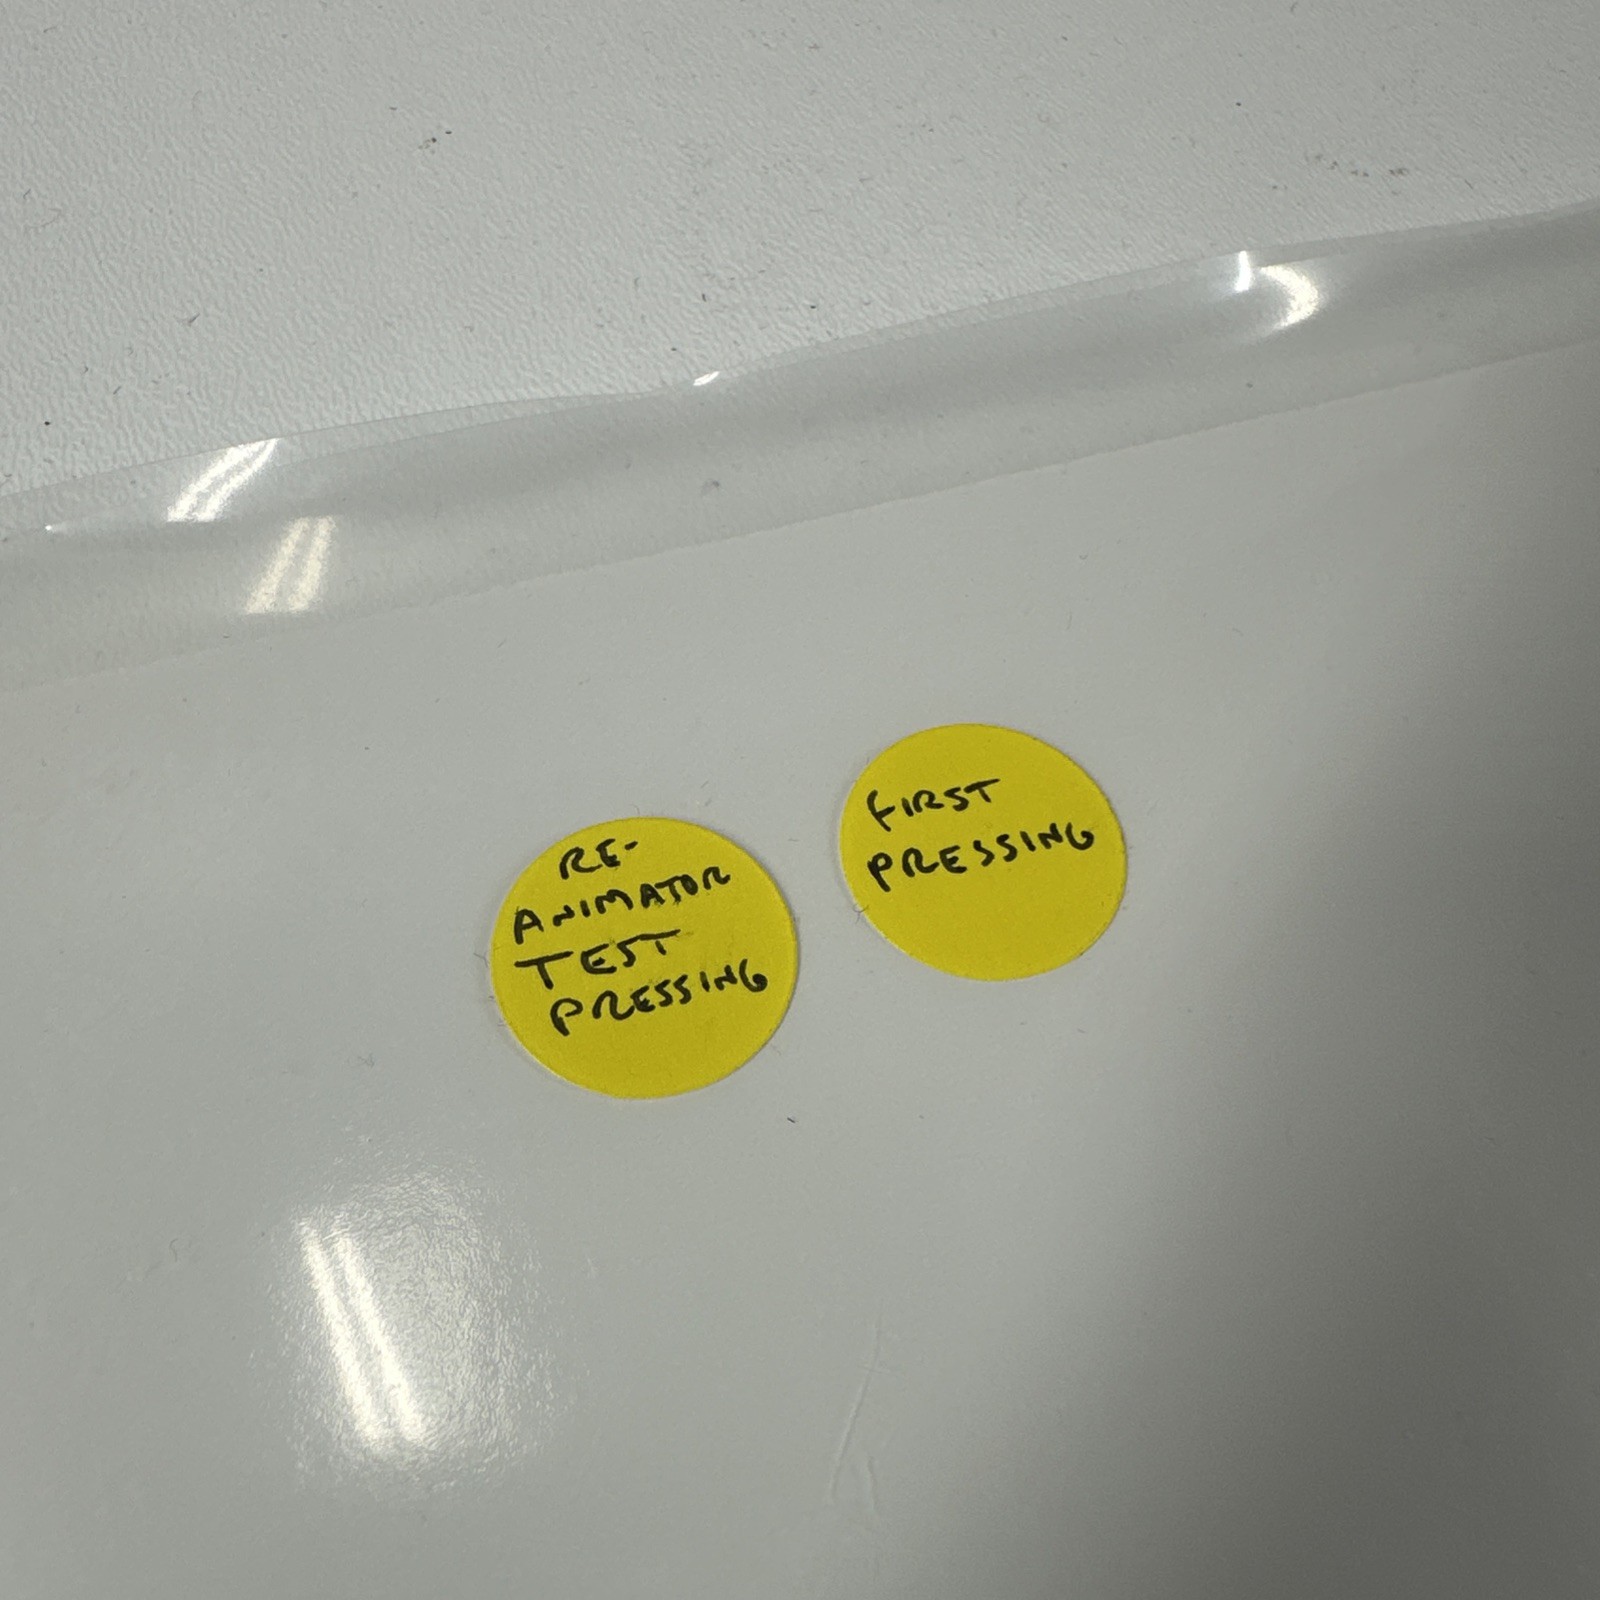 RE-
ANIMATOR
TEST
PRESSING
FIRST
PRESSING